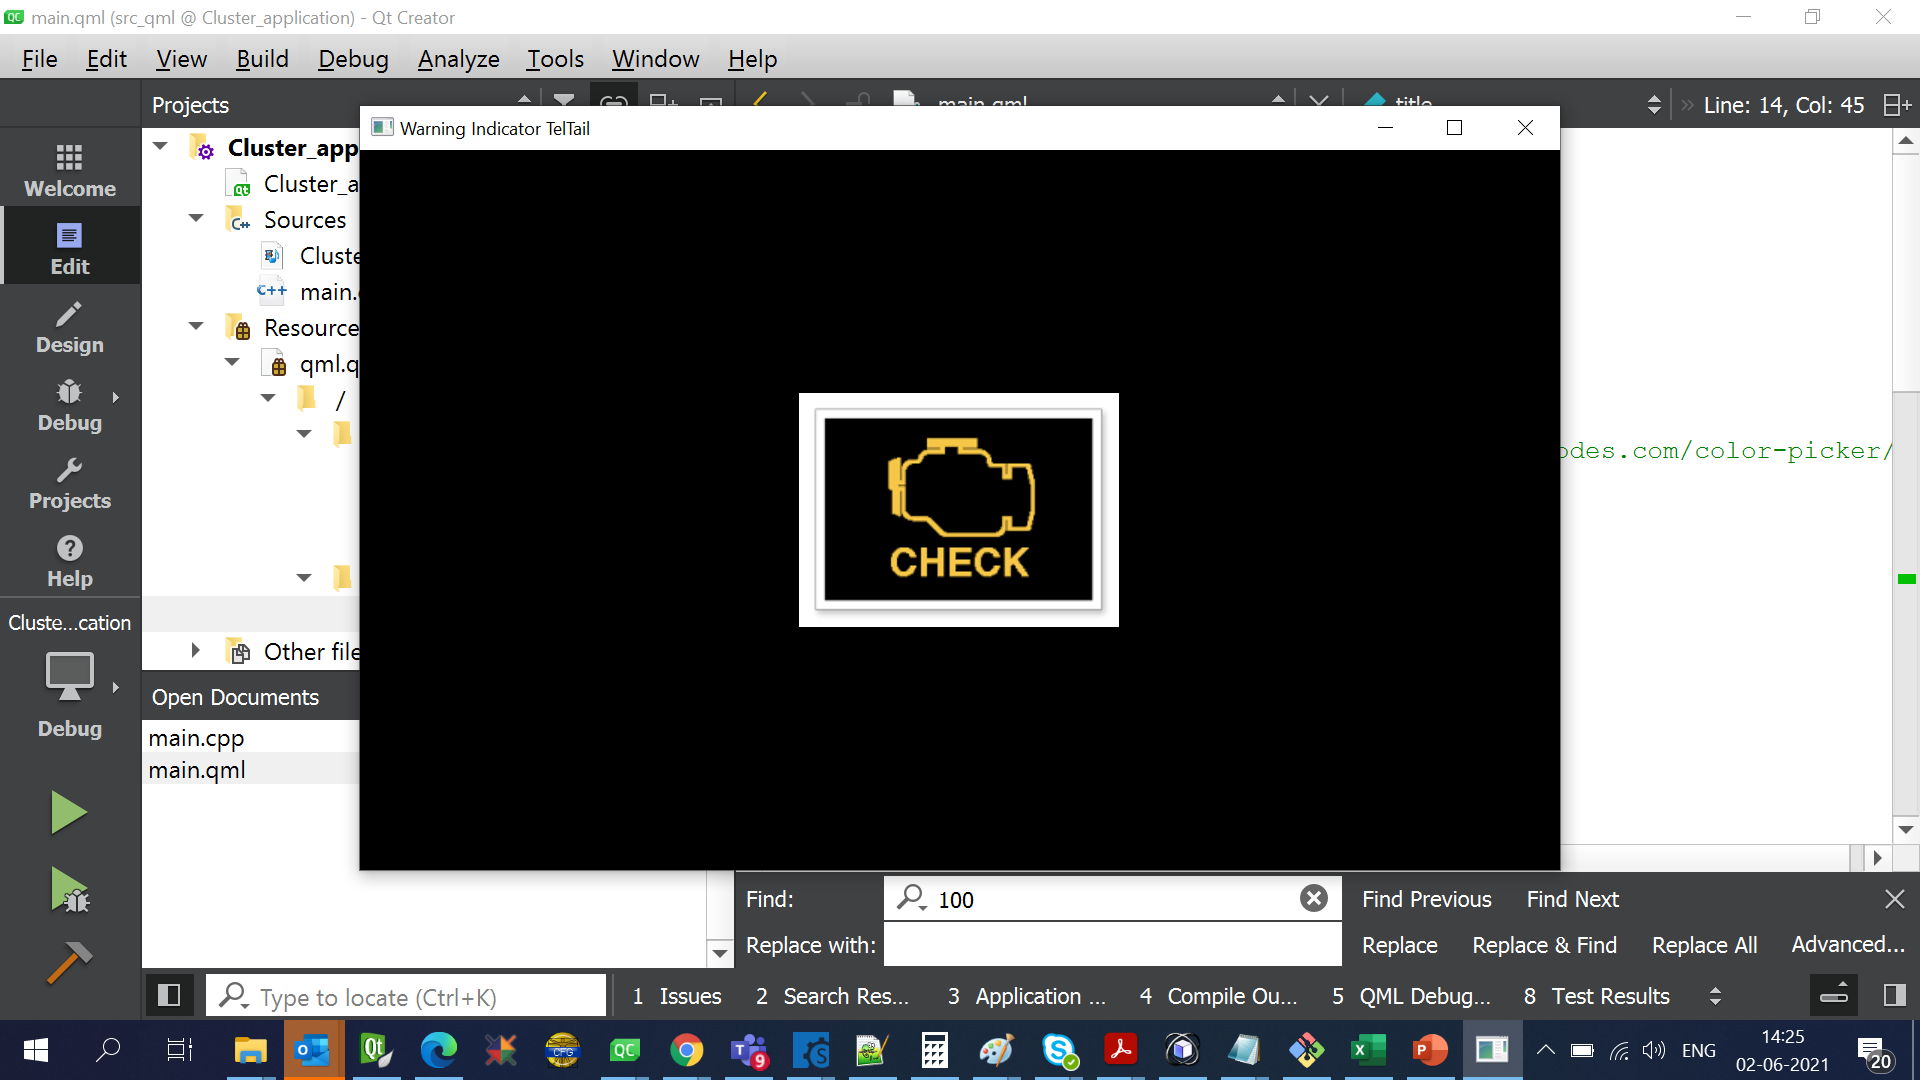 main.qml (src_qml @ Cluster_application) - Qt Creator
File Edit View Build Debug Analyze Tools Window Help
Projects
main.qml
title
Line: 14, Col: 45
Warning Indicator TelTail
Welcome
Edit
Design
Debug
Projects
Help
Cluste...cation
Debug
Cluster_app
Cluster_a
Sources
Cluste
main.
Resource
qml.q
/
Other file
Open Documents
main.cpp
main.qml
CHECK
odes.com/color-picker/
Find: 100 Find Previous Find Next
Replace with: Replace Replace & Find Replace All Advanced...
Type to locate (Ctrl+K) 1 Issues 2 Search Res... 3 Application ... 4 Compile Ou... 5 QML Debug... 8 Test Results
ENG
14:25
02-06-2021
20